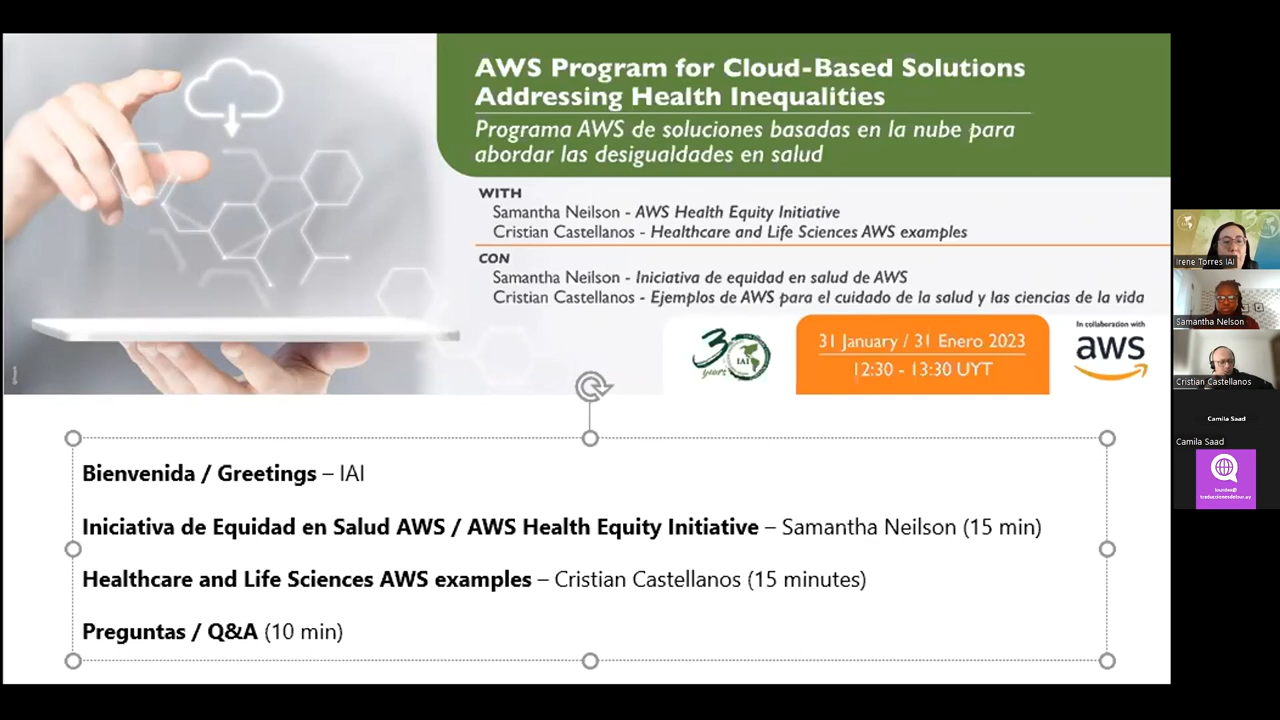 AWS Program for Cloud-Based Solutions
Addressing Health Inequalities
Programa AWS de soluciones basadas en la nube para
abordar las desigualdades en salud
WITH
Samantha Neilson - AWS Health Equity Initiative
Cristian Castellanos - Healthcare and Life Sciences AWS examples
CON
Samantha Neilson - Iniciativa de equidad en salud de AWS
Cristian Castellanos - Ejemplos de AWS para el cuidado de la salud y las ciencias de la vida
30
years
IAI
31 January / 31 Enero 2023
12:30 - 13:30 UYT
In collaboration with
aws
Bienvenida / Greetings – IAI
Iniciativa de Equidad en Salud AWS / AWS Health Equity Initiative – Samantha Neilson (15 min)
Healthcare and Life Sciences AWS examples – Cristian Castellanos (15 minutes)
Preguntas / Q&A (10 min)
Irene Torres IAI
Samantha Nelson
Cristian Castellanos
Camila Saad
Camila Saad